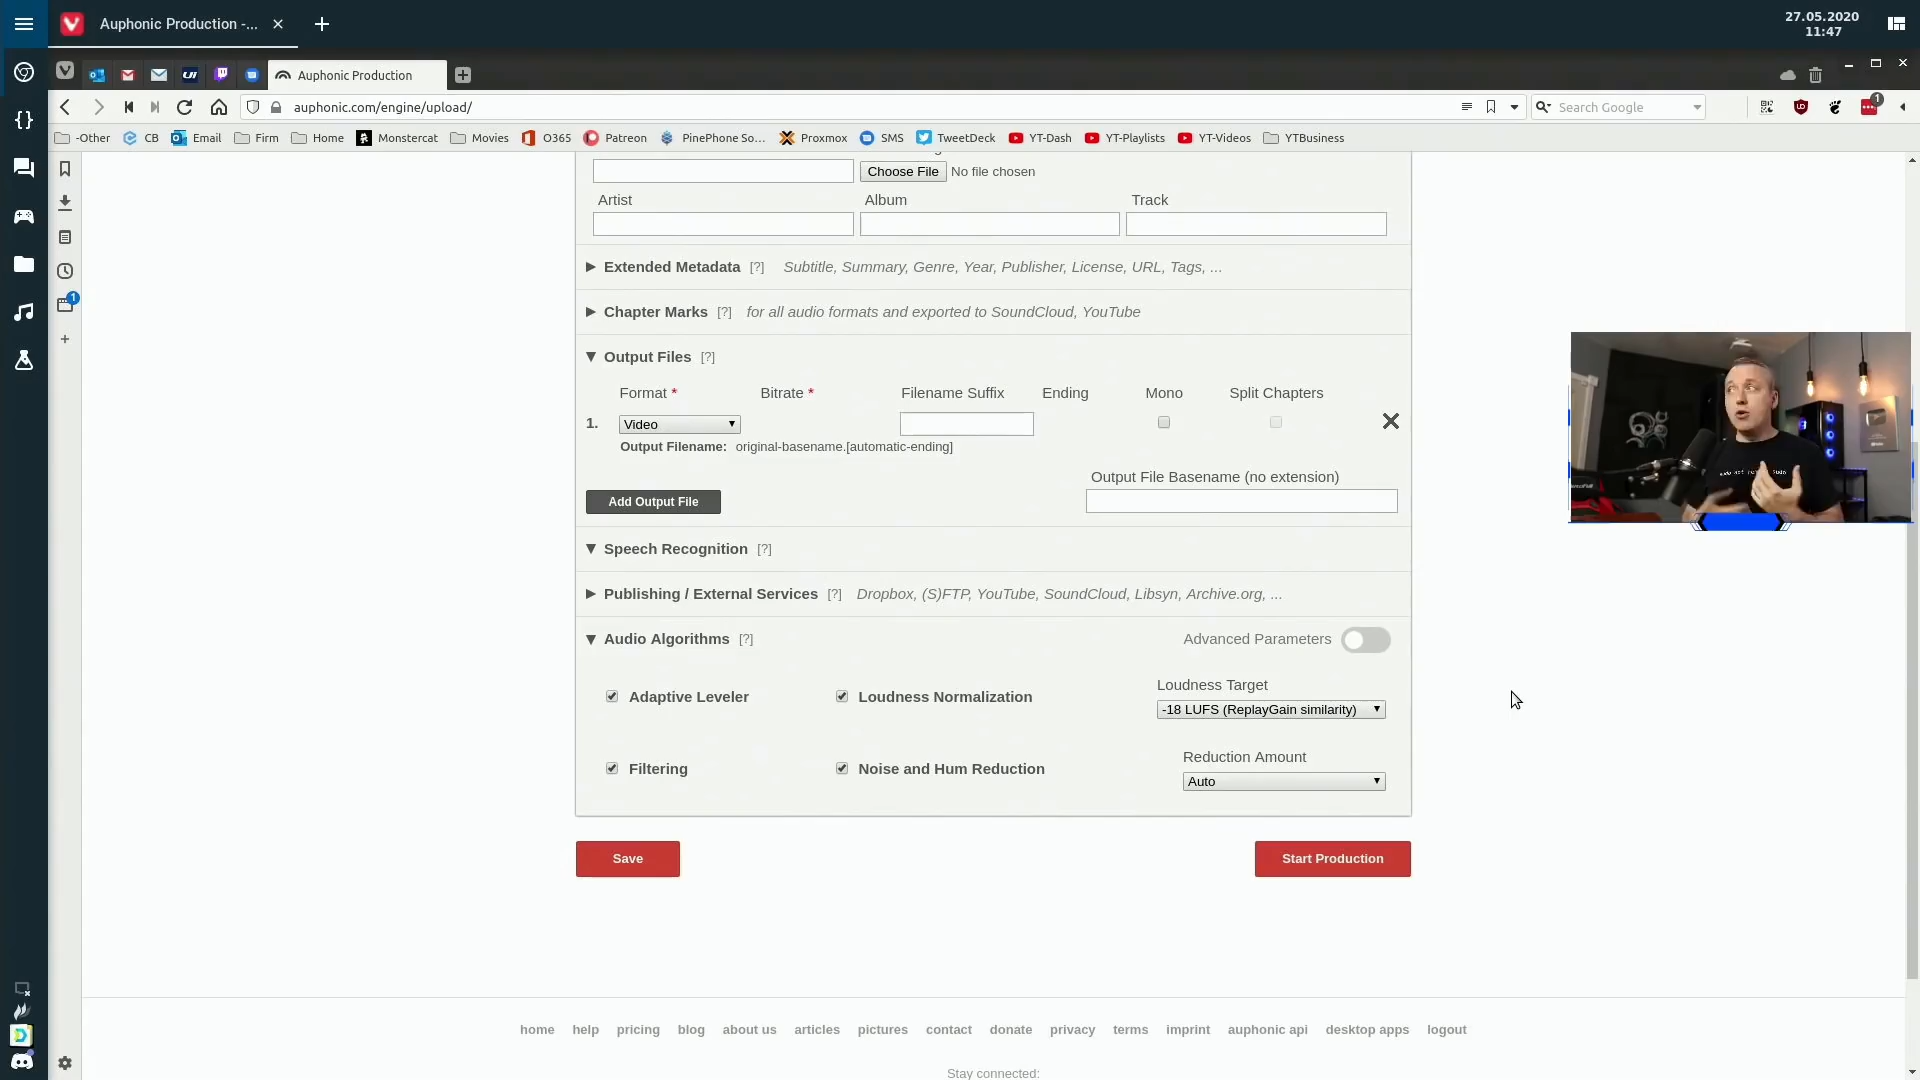 Auphonic Production -...
27.05.2020
11:47
Auphonic Production
auphonic.com/engine/upload/
Search Google
1
-Other
CB
Email
Firm
Home
Monstercat
Movies
O365
Patreon
PinePhone So...
Proxmox
SMS
TweetDeck
YT-Dash
YT-Playlists
YT-Videos
YTBusiness
Choose File No file chosen
Artist
Album
Track
Extended Metadata [?] Subtitle, Summary, Genre, Year, Publisher, License, URL, Tags, ...
Chapter Marks [?] for all audio formats and exported to SoundCloud, YouTube
1
Output Files [?]
Format * Bitrate * Filename Suffix Ending Mono Split Chapters
1. Video
Output Filename: original-basename.[automatic-ending]
Output File Basename (no extension)
Add Output File
Speech Recognition [?]
Publishing / External Services [?] Dropbox, (S)FTP, YouTube, SoundCloud, Libsyn, Archive.org, ...
Audio Algorithms [?] Advanced Parameters
Loudness Target
Adaptive Leveler Loudness Normalization
-18 LUFS (ReplayGain similarity)
Reduction Amount
Filtering Noise and Hum Reduction
Auto
Save Start Production
home help pricing blog about us articles pictures contact donate privacy terms imprint auphonic api desktop apps logout
Stay connected: